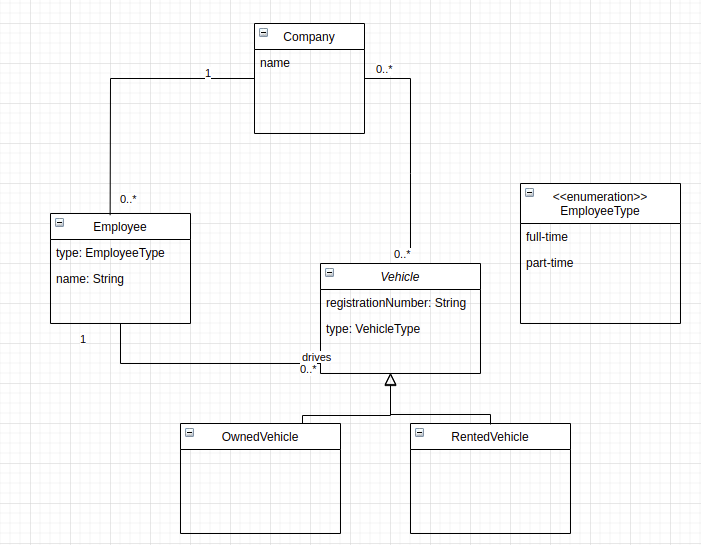 Company
name
1
0..*
0..*
0..*
Employee
type: EmployeeType
name: String
1
<<enumeration>>
EmployeeType
full-time
part-time
Vehicle
registrationNumber: String
type: VehicleType
drives
0..*
OwnedVehicle
RentedVehicle